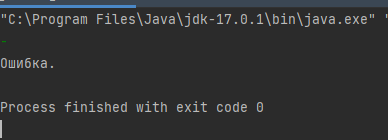 "C:\Program Files\Java\jdk-17.0.1\bin\java.exe" "
-
Ошибка.
Process finished with exit code 0